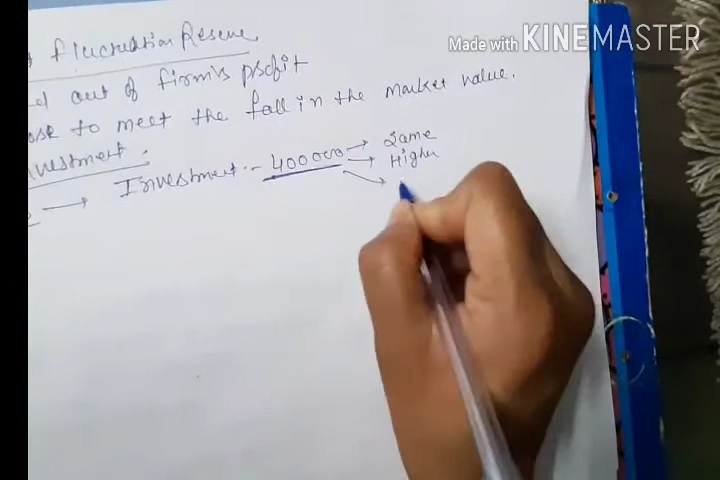 Made with KINEMASTER
Fluctuation Reserve
out of firm's profit
to meet the fall in the market value.
Investment.
Investment - 400000 → Same
→ Higher